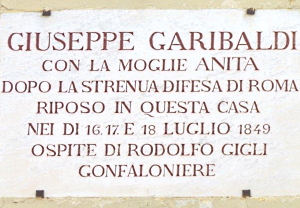 GIUSEPPE GARIBALDI
CON LA MOGLIE ANITA
DOPO LA STRENUA DIFESA DI ROMA
RIPOSO IN QUESTA CASA
NEI DI 16. 17. E 18 LUGLIO 1849
OSPITE DI RODOLFO GIGLI
GONFALONIERE